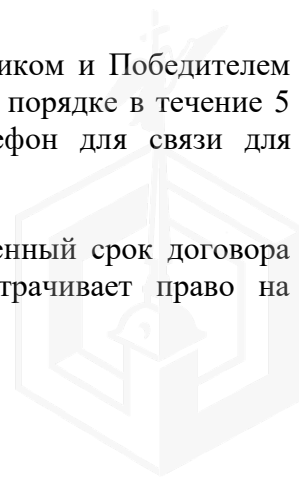 иком и Победителем
порядке в течение 5
ефон для связи для
енный срок договора
трачивает право на